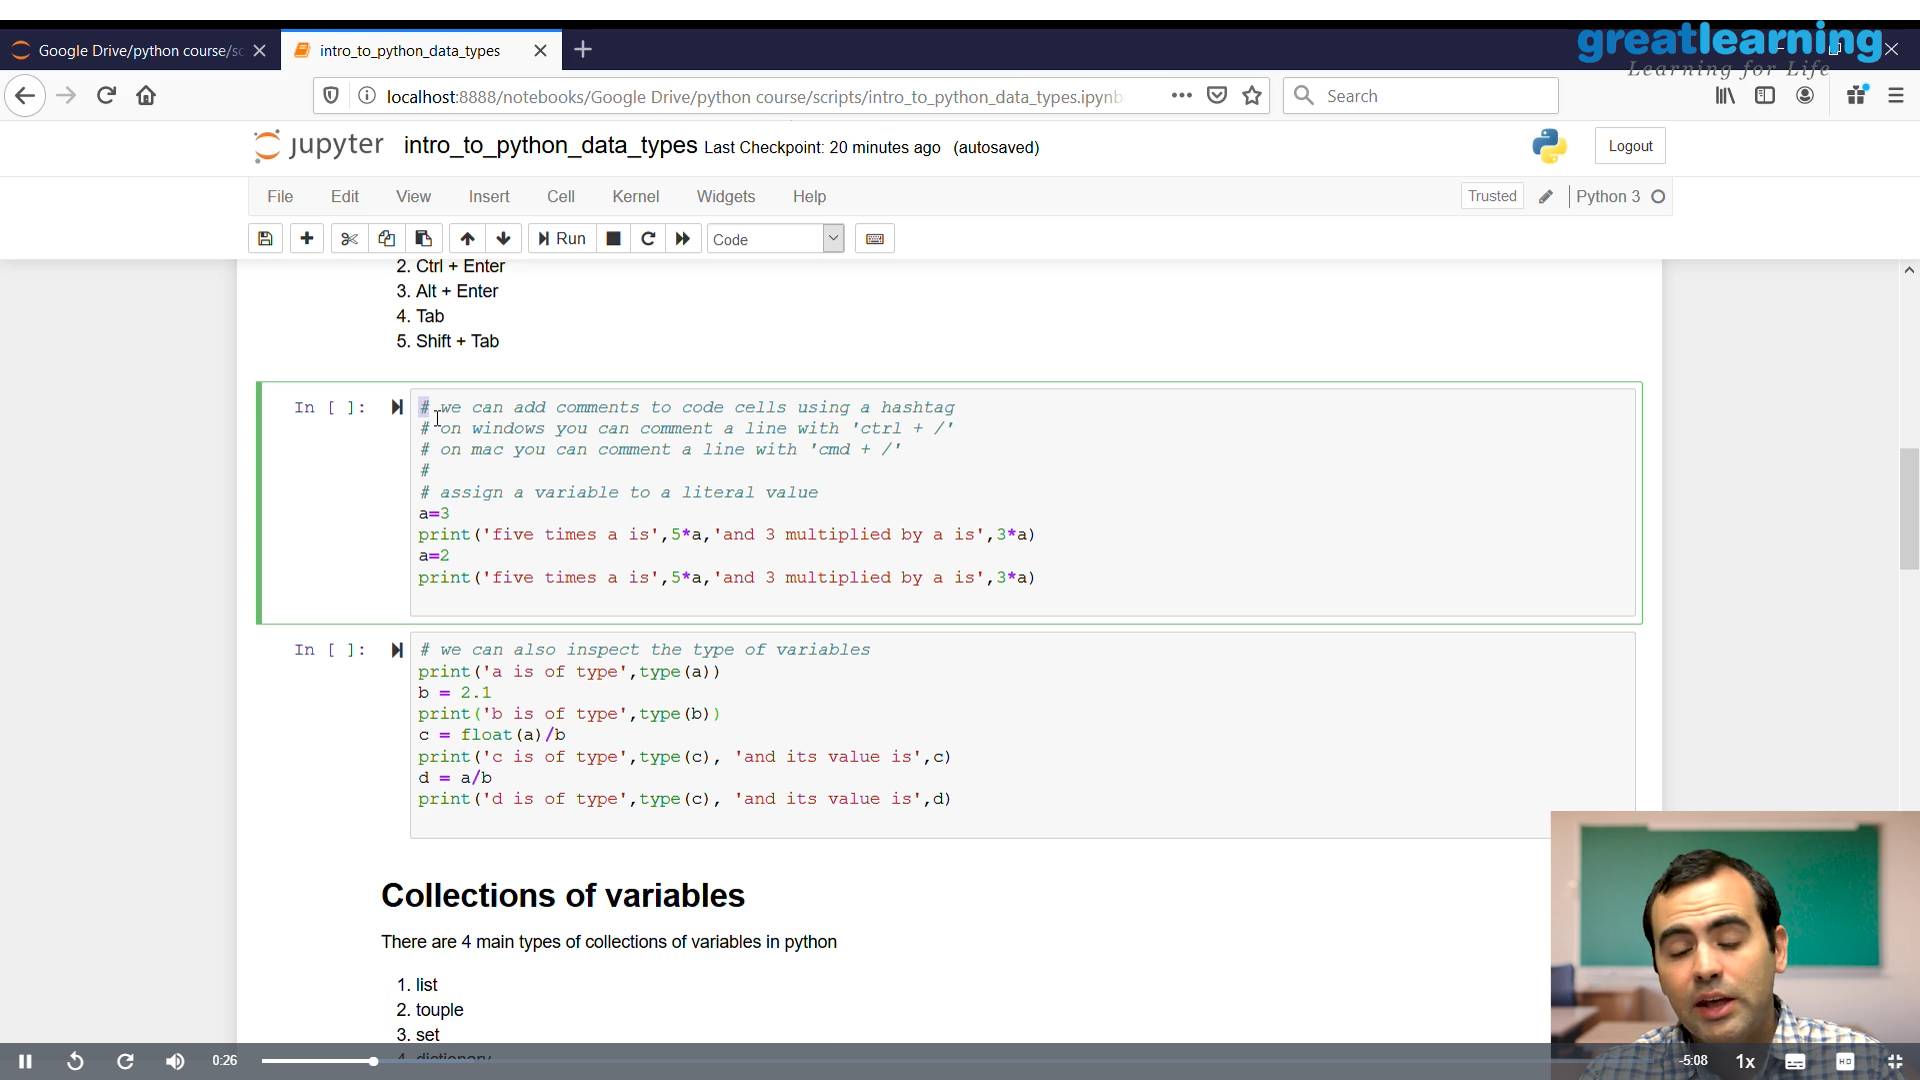 greatlearning
Learning for Life
Google Drive/python course/sc
intro_to_python_data_types
localhost:8888/notebooks/Google Drive/python course/scripts/intro_to_python_data_types.ipynb
Search
jupyter intro_to_python_data_types Last Checkpoint: 20 minutes ago (autosaved)
Logout
File Edit View Insert Cell Kernel Widgets Help
Trusted Python 3
Run Code
2. Ctrl + Enter
3. Alt + Enter
4. Tab
5. Shift + Tab
In [ ]:
# we can add comments to code cells using a hashtag
# on windows you can comment a line with 'ctrl + /'
# on mac you can comment a line with 'cmd + /'
#
# assign a variable to a literal value
a=3
print('five times a is',5*a,'and 3 multiplied by a is',3*a)
a=2
print('five times a is',5*a,'and 3 multiplied by a is',3*a)
In [ ]:
# we can also inspect the type of variables
print('a is of type',type(a))
b = 2.1
print('b is of type',type(b))
c = float(a)/b
print('c is of type',type(c), 'and its value is',c)
d = a/b
print('d is of type',type(c), 'and its value is',d)
Collections of variables
There are 4 main types of collections of variables in python
1. list
2. touple
3. set
4. dictionary
0:26
-5:08
1x
HD